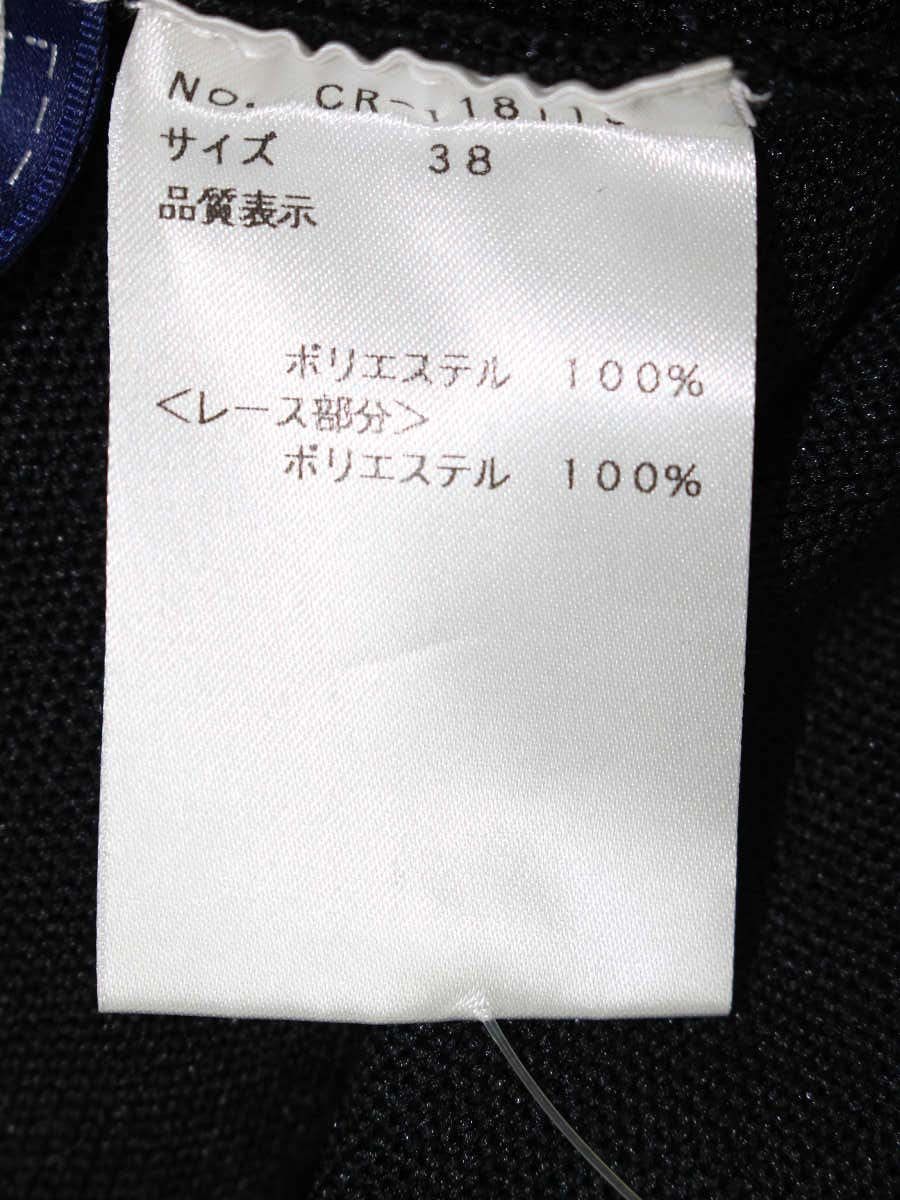 No. CR-
サイズ 38
品質表示
ポリエステル 100%
<レース部分>
ポリエステル 100%